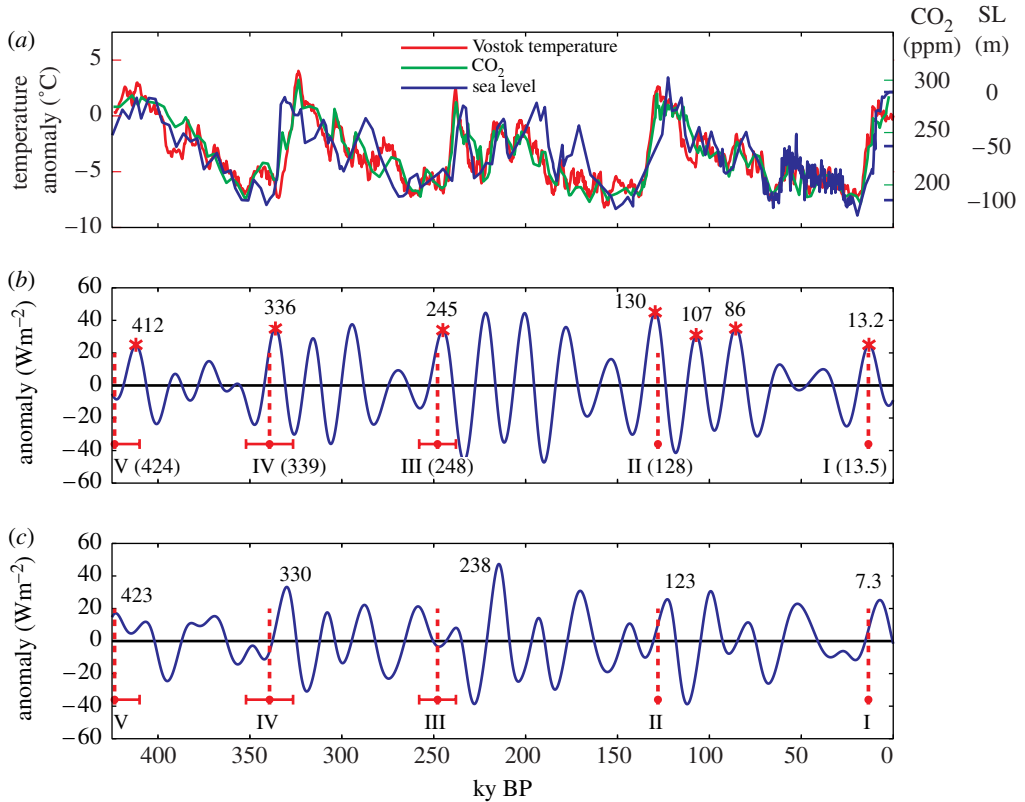 (a)
temperature
anomaly (°C)
5
0
−5
−10
Vostok temperature
CO₂
sea level
CO₂
(ppm)
300
250
200
SL
(m)
0
−50
−100
(b)
anomaly (Wm⁻²)
60
40
20
0
−20
−40
−60
412
336
245
130
107
86
13.2
V (424)
IV (339)
III (248)
II (128)
I (13.5)
(c)
anomaly (Wm⁻²)
60
40
20
0
−20
−40
−60
423
330
238
123
7.3
V
IV
III
II
I
400 350 300 250 200 150 100 50 0
ky BP